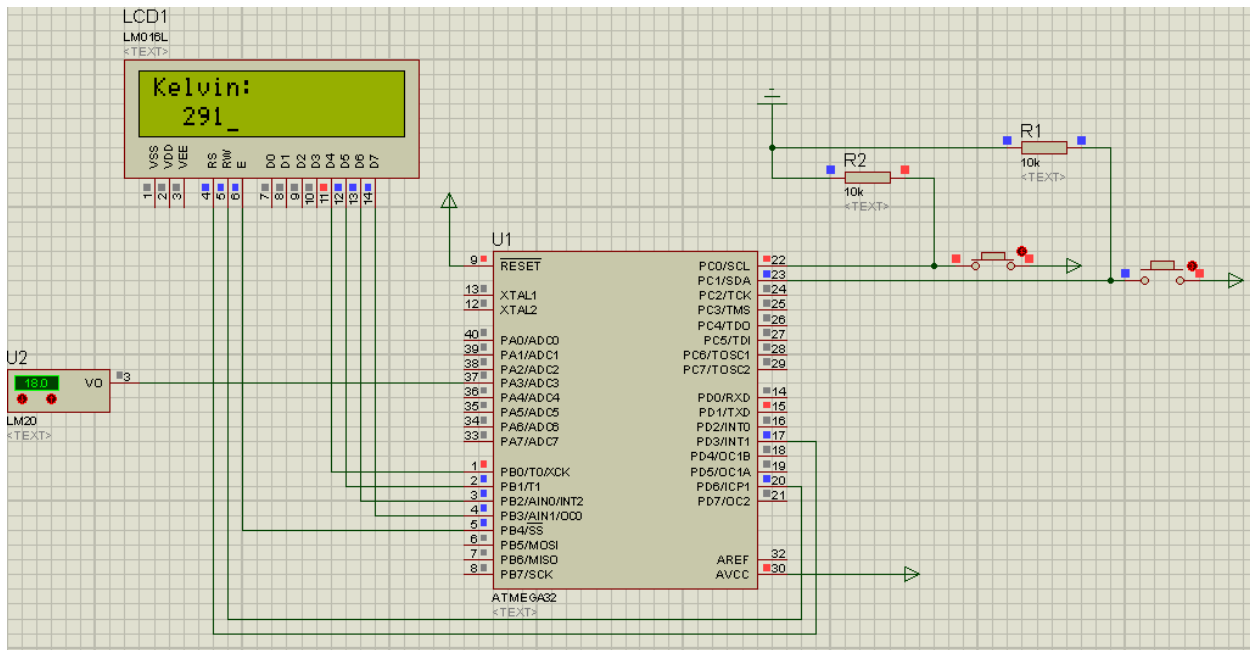 LCD1
LM016L
<TEXT>
Kelvin:
291_
VSS VDD VEE RS RW E D0 D1 D2 D3 D4 D5 D6 D7
1 2 3 4 5 6 7 8 9 10 11 12 13 14
R1
10k
<TEXT>
R2
10k
<TEXT>
U1
9 RESET PC0/SCL 22
PC1/SDA 23
13 XTAL1 PC2/TCK 24
12 XTAL2 PC3/TMS 25
PC4/TDO 26
40 PA0/ADC0 PC5/TDI 27
39 PA1/ADC1 PC6/TOSC1 28
38 PA2/ADC2 PC7/TOSC2 29
37 PA3/ADC3
36 PA4/ADC4 PD0/RXD 14
35 PA5/ADC5 PD1/TXD 15
34 PA6/ADC6 PD2/INT0 16
33 PA7/ADC7 PD3/INT1 17
PD4/OC1B 18
1 PB0/T0/XCK PD5/OC1A 19
2 PB1/T1 PD6/ICP1 20
3 PB2/AIN0/INT2 PD7/OC2 21
4 PB3/AIN1/OC0
5 PB4/SS
6 PB5/MOSI
7 PB6/MISO AREF 32
8 PB7/SCK AVCC 30
ATMEGA32
<TEXT>
U2
18.0 VO 3
LM20
<TEXT>